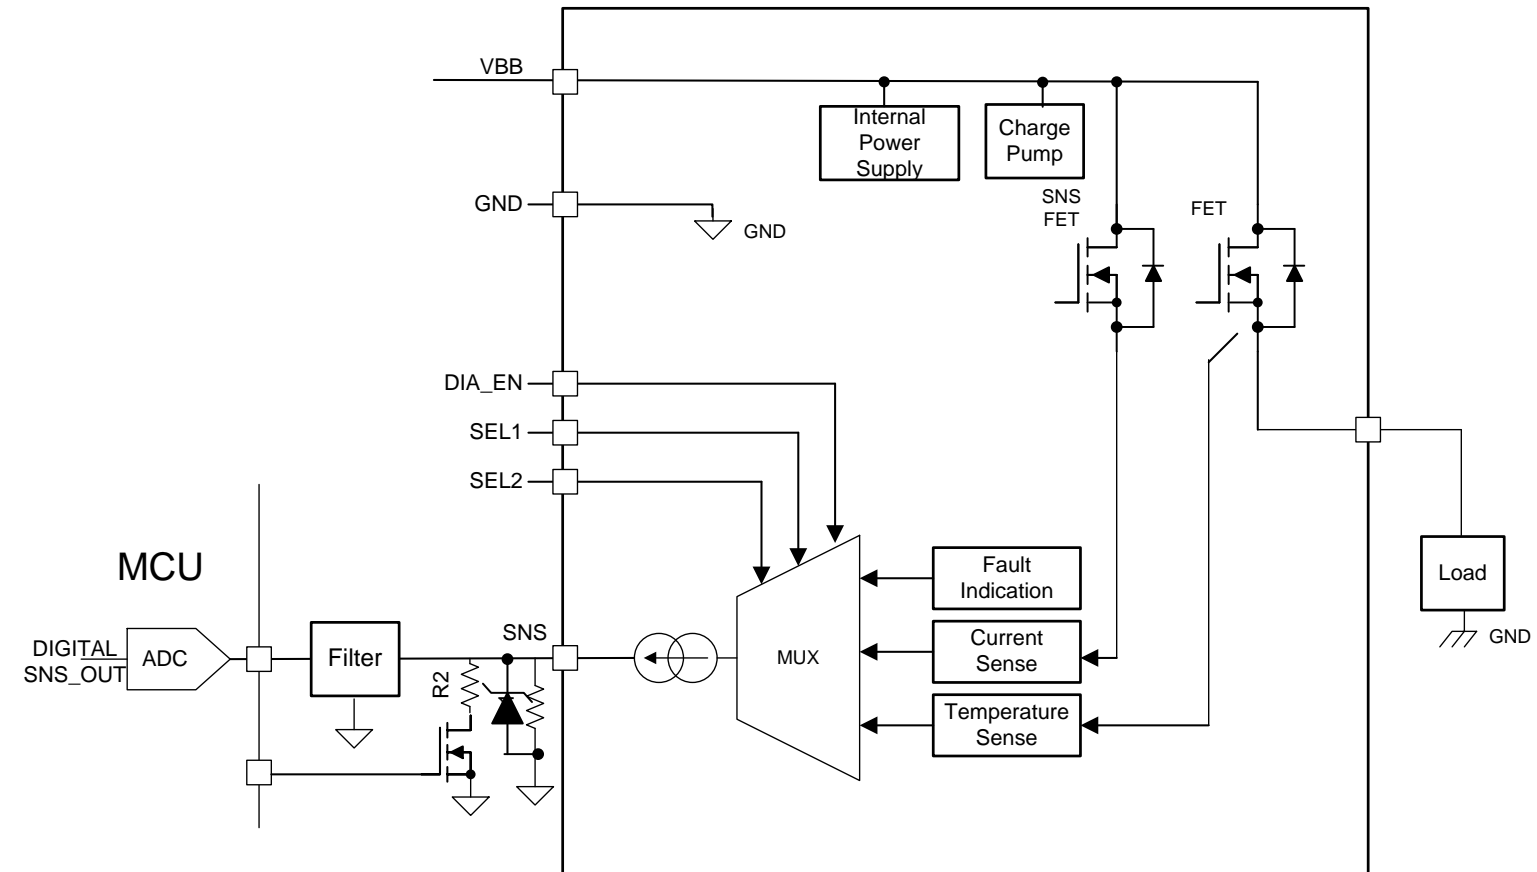 VBB
Internal
Power
Supply
Charge
Pump
SNS
FET
FET
GND
GND
DIA_EN
SEL1
SEL2
MCU
Fault
Indication
Load
GND
DIGITAL
SNS_OUT
ADC
Filter
R2
SNS
MUX
Current
Sense
Temperature
Sense